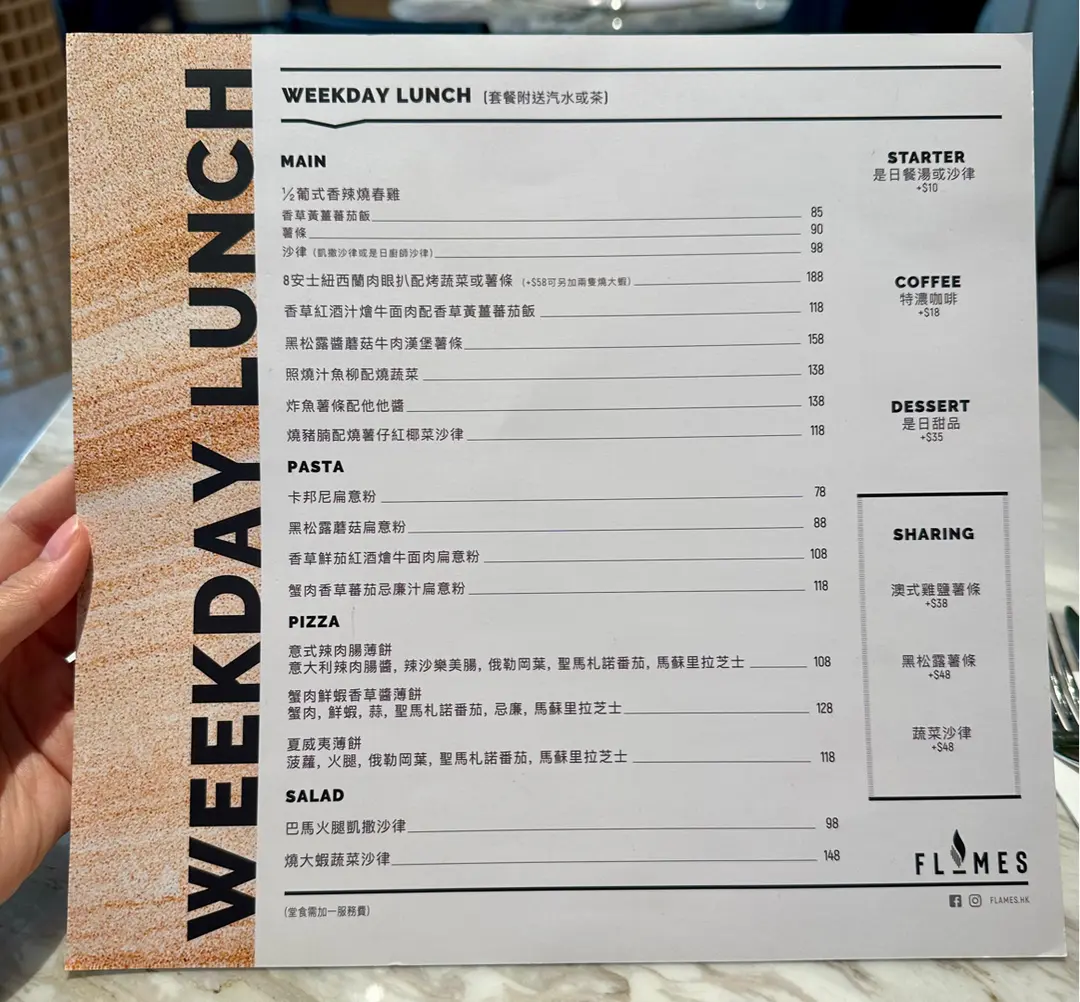 WEEKDAY LUNCH
WEEKDAY LUNCH (套餐附送汽水或茶)
MAIN
½葡式香辣燒春雞
香草黃薑蕃茄飯 85
薯條 90
沙律 (凱撒沙律或是日廚師沙律) 98
8安士紐西蘭肉眼扒配烤蔬菜或薯條 (+$58可另加兩隻燒大蝦) 188
香草紅酒汁燴牛面肉配香草黃薑蕃茄飯 118
黑松露醬蘑菇牛肉漢堡薯條 158
照燒汁魚柳配燒蔬菜 138
炸魚薯條配他他醬 138
燒豬腩配燒薯仔紅椰菜沙律 118
PASTA
卡邦尼扁意粉 78
黑松露蘑菇扁意粉 88
香草鮮茄紅酒燴牛面肉扁意粉 108
蟹肉香草蕃茄忌廉汁扁意粉 118
PIZZA
意式辣肉腸薄餅
意大利辣肉腸醬, 辣沙樂美腸, 俄勒岡葉, 聖馬札諾番茄, 馬蘇里拉芝士 108
蟹肉鮮蝦香草醬薄餅
蟹肉, 鮮蝦, 蒜, 聖馬札諾番茄, 忌廉, 馬蘇里拉芝士 128
夏威夷薄餅
菠蘿, 火腿, 俄勒岡葉, 聖馬札諾番茄, 馬蘇里拉芝士 118
SALAD
巴馬火腿凱撒沙律 98
燒大蝦蔬菜沙律 148
(堂食需加一服務費)
STARTER
是日餐湯或沙律
+$10
COFFEE
特濃咖啡
+$18
DESSERT
是日甜品
+$35
SHARING
澳式雞鹽薯條
+$38
黑松露薯條
+$48
蔬菜沙律
+$48
FLAMES
FLAMES.HK